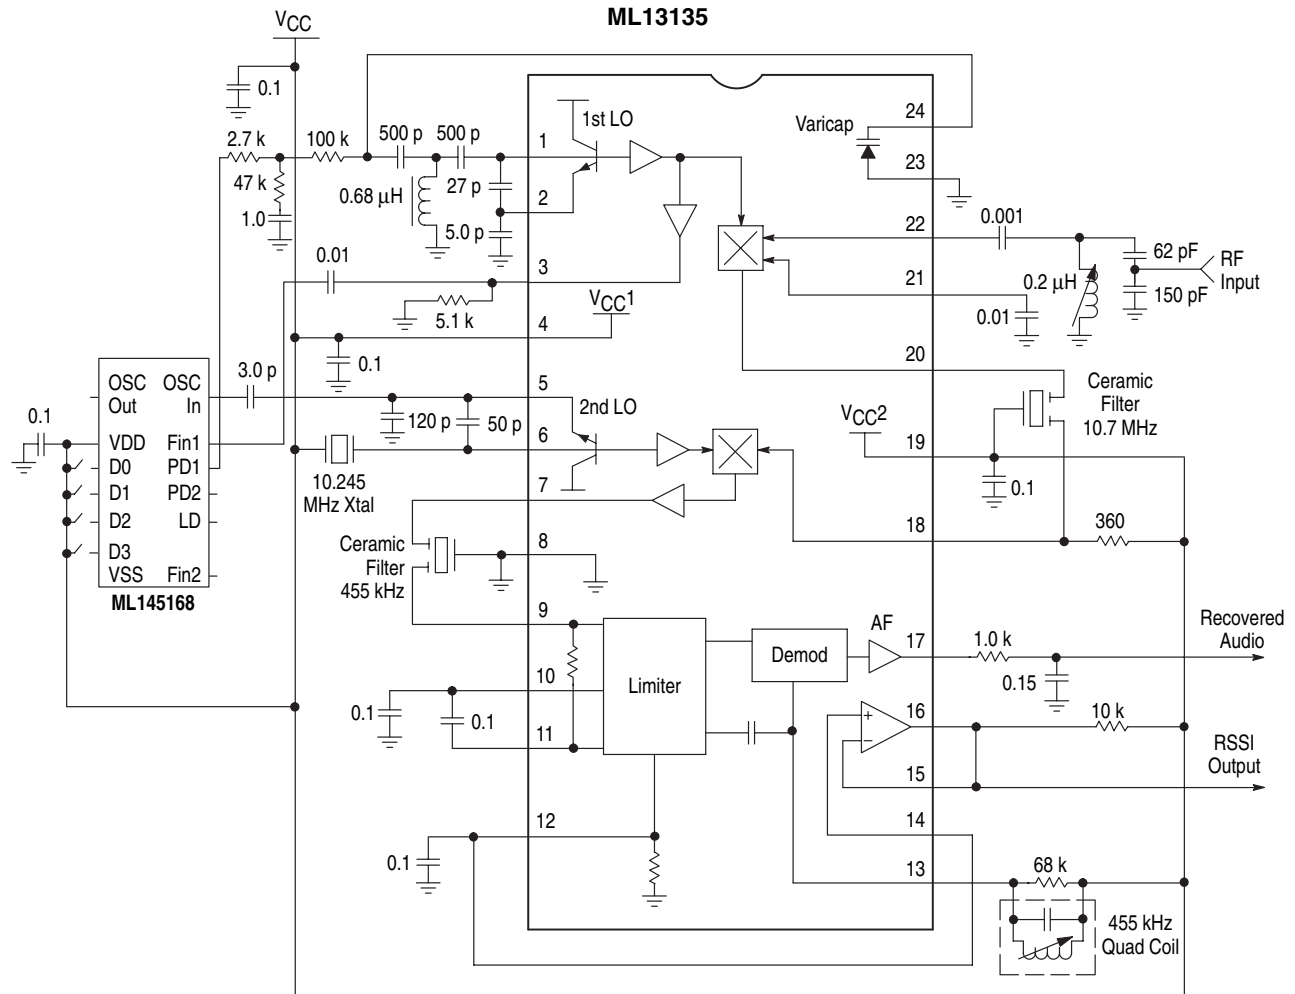 ML13135
VCC
0.1
2.7 k
100 k
500 p
500 p
47 k
1.0
0.68 μH
27 p
5.0 p
0.01
5.1 k
1
2
3
4
1st LO
VCC1
0.1
Varicap
24
23
22
21
20
0.001
0.2 μH
62 pF
150 pF
RF
Input
0.01
Ceramic
Filter
10.7 MHz
OSC
Out
OSC
In
VDD
Fin1
D0
PD1
D1
PD2
D2
LD
D3
VSS
Fin2
ML145168
0.1
3.0 p
120 p
50 p
10.245
MHz Xtal
5
6
7
8
2nd LO
VCC2
19
0.1
18
360
Ceramic
Filter
455 kHz
9
10
11
0.1
0.1
Limiter
Demod
AF
17
1.0 k
0.15
Recovered
Audio
+
–
16
15
14
13
10 k
RSSI
Output
12
0.1
68 k
455 kHz
Quad Coil